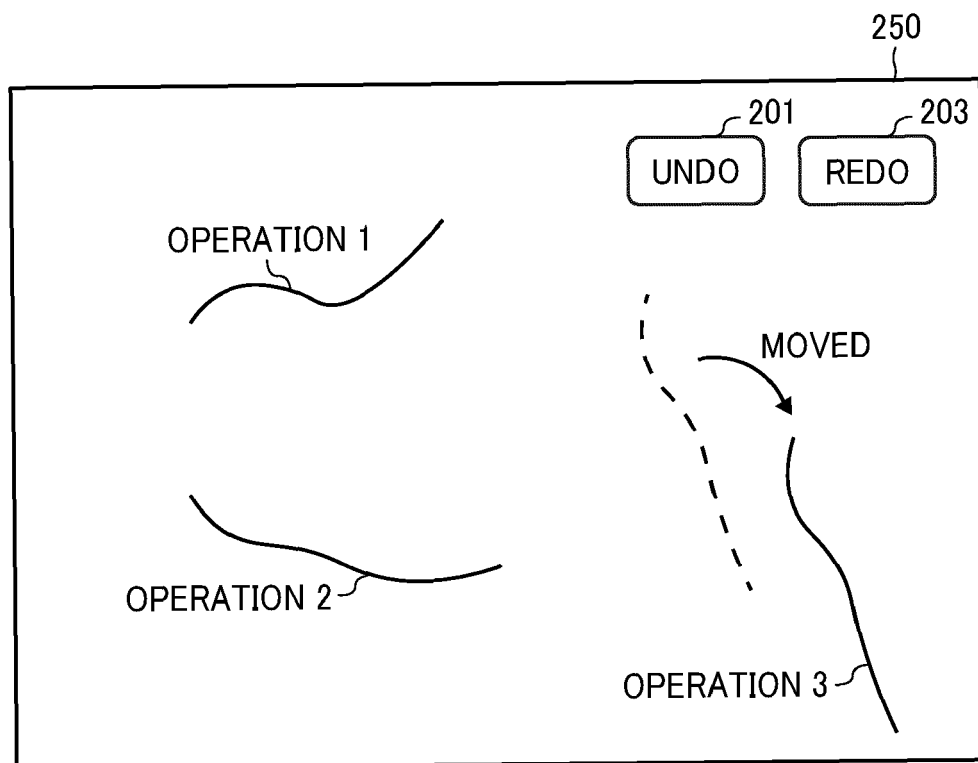 250
201
203
UNDO
REDO
OPERATION 1
MOVED
OPERATION 2
OPERATION 3